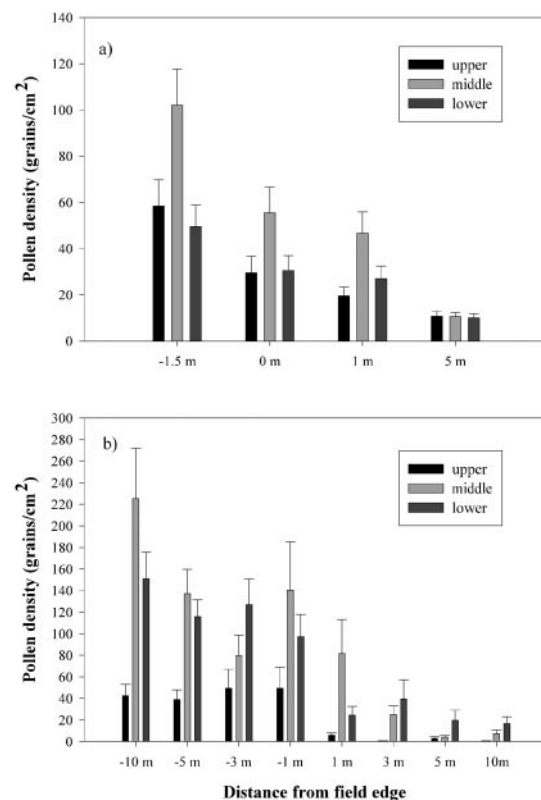 140
a)
upper
middle
lower
120
100
80
60
40
20
0
Pollen density (grains/cm²)
-1.5 m 0 m 1 m 5 m
300
b)
upper
middle
lower
280
260
240
220
200
180
160
140
120
100
80
60
40
20
0
Pollen density (grains/cm²)
-10 m -5 m -3 m -1 m 1 m 3 m 5 m 10m
Distance from field edge